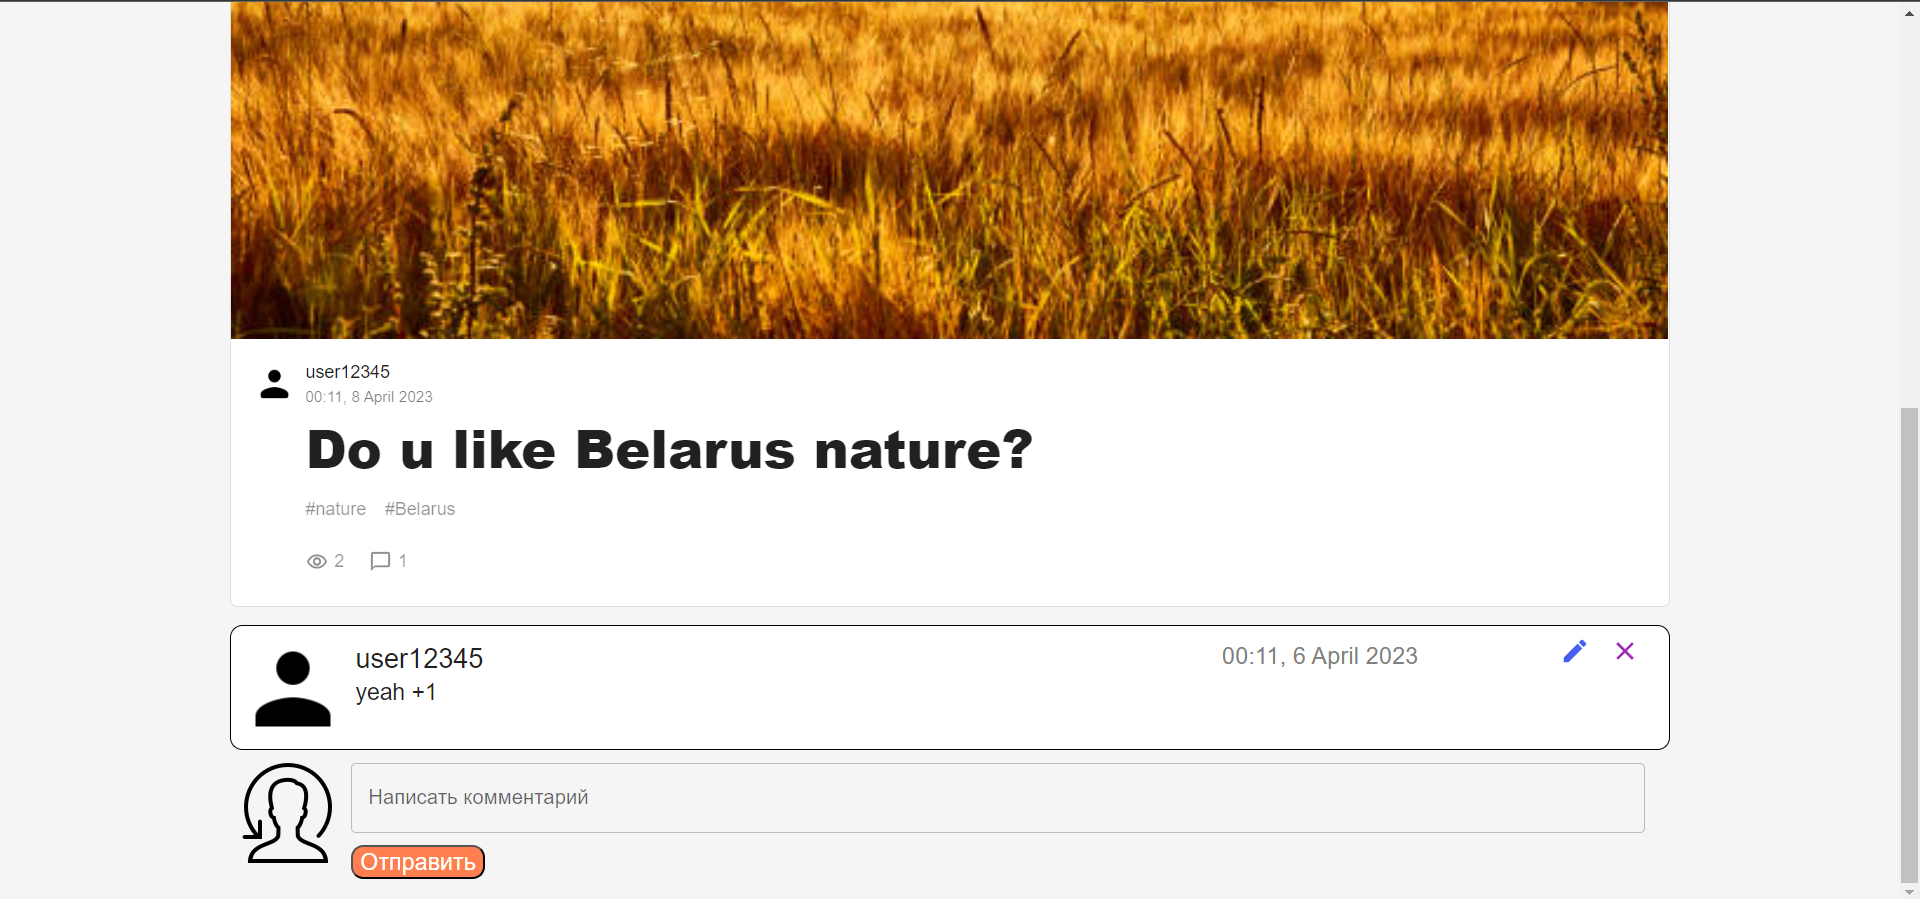 user12345
00:11, 8 April 2023
Do u like Belarus nature?
#nature #Belarus
2 1
user12345
00:11, 6 April 2023
yeah +1
Написать комментарий
Отправить